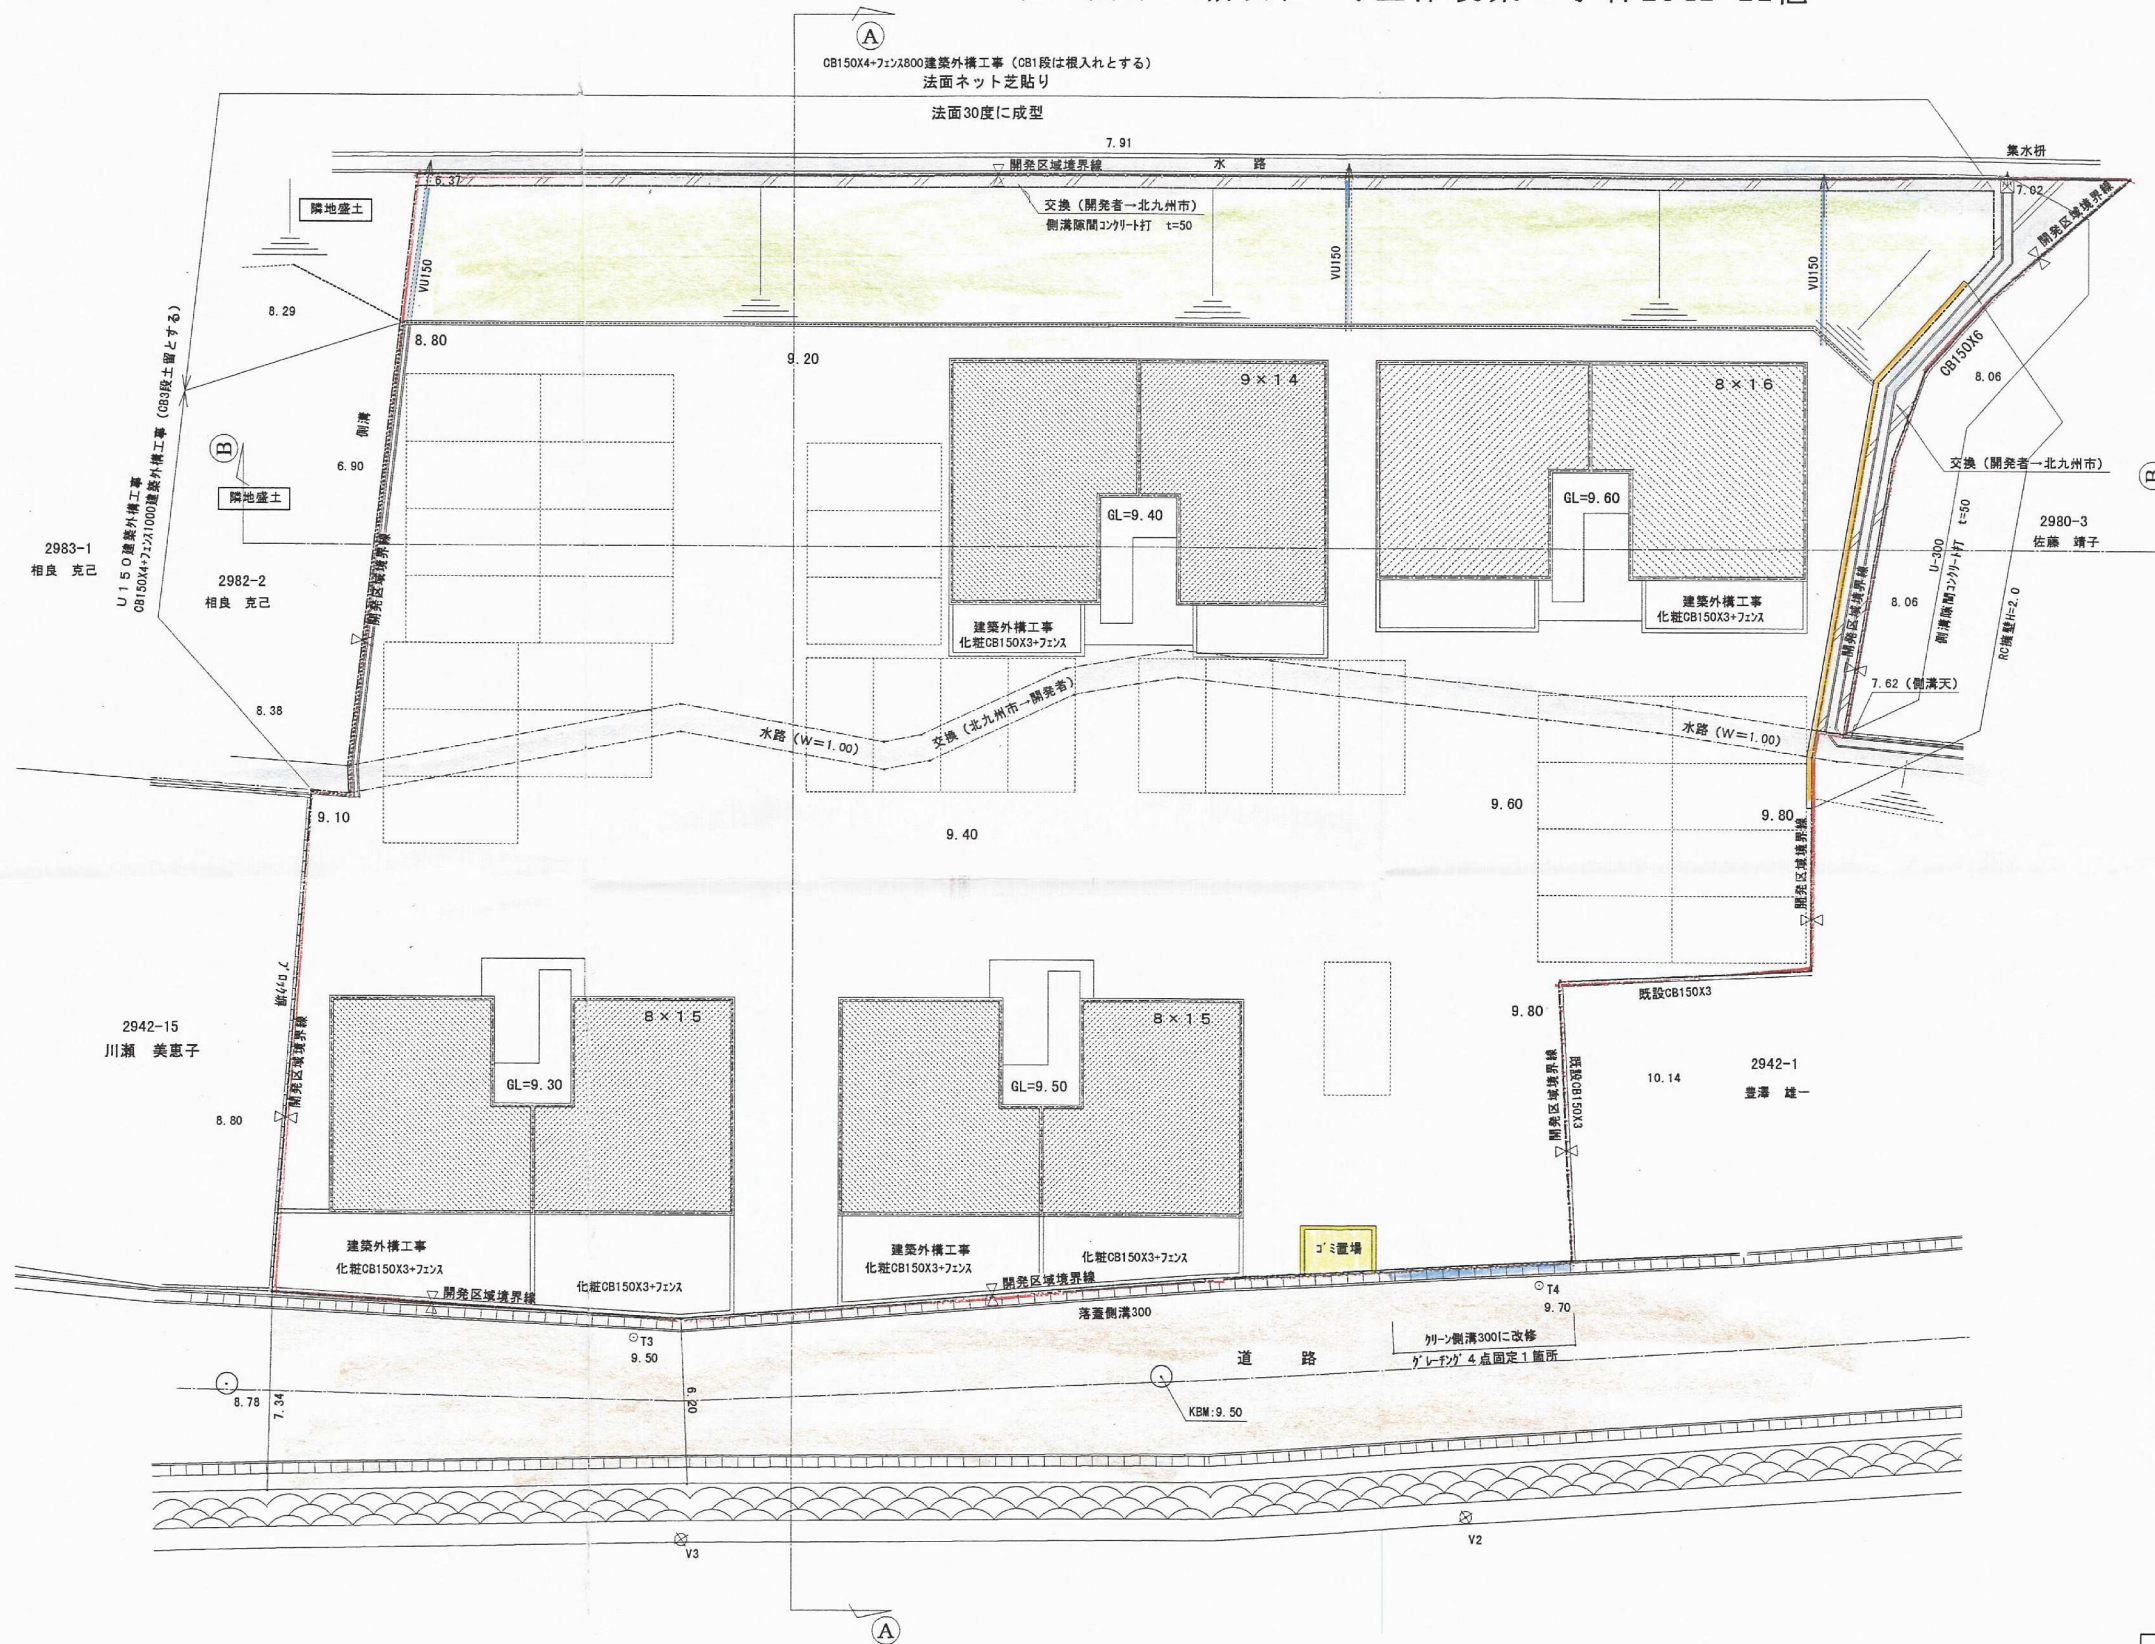 A
CB150X4+フェンス800建築外構工事（CB1段は根入れとする）
法面ネット芝貼り
法面30度に成型
7.91
開発区域境界線
水　路
集水枡
6.37
7.02
隣地盛土
交換（開発者→北九州市）
側溝隙間コンクリート打　t=50
開発区域境界線
VU150
VU150
VU150
8.29
8.80
9.20
CB150X6
8.06
9×14
8×16
側溝
U150建築外構工事
CB150X4+フェンス1000建築外構工事（CB3段土留とする）
B
6.90
隣地盛土
GL=9.40
GL=9.60
交換（開発者→北九州市）
B
2983-1
相良　克己
2982-2
相良　克己
開発区域境界線
2980-3
佐藤　靖子
U-300
側溝隙間コンクリート打　t=50
RC擁壁H=2.0
開発区域境界線
8.06
建築外構工事
化粧CB150X3+フェンス
建築外構工事
化粧CB150X3+フェンス
7.62（側溝天）
8.38
水路（W=1.00）
交換（北九州市→開発者）
水路（W=1.00）
9.10
9.40
9.60
9.80
開発区域境界線
ブロック塀
既設CB150X3
9.80
2942-15
川瀬　美恵子
開発区域境界線
8×15
8×15
開発区域境界線
既設CB150X3
2942-1
豊澤　雄一
10.14
GL=9.30
GL=9.50
8.80
建築外構工事
化粧CB150X3+フェンス
化粧CB150X3+フェンス
建築外構工事
化粧CB150X3+フェンス
化粧CB150X3+フェンス
ゴミ置場
開発区域境界線
開発区域境界線
落蓋側溝300
T4
9.70
T3
9.50
クリーン側溝300に改修
グレーチング4点固定1箇所
道　路
8.78
7.34
6.20
KBM:9.50
V3
V2
A